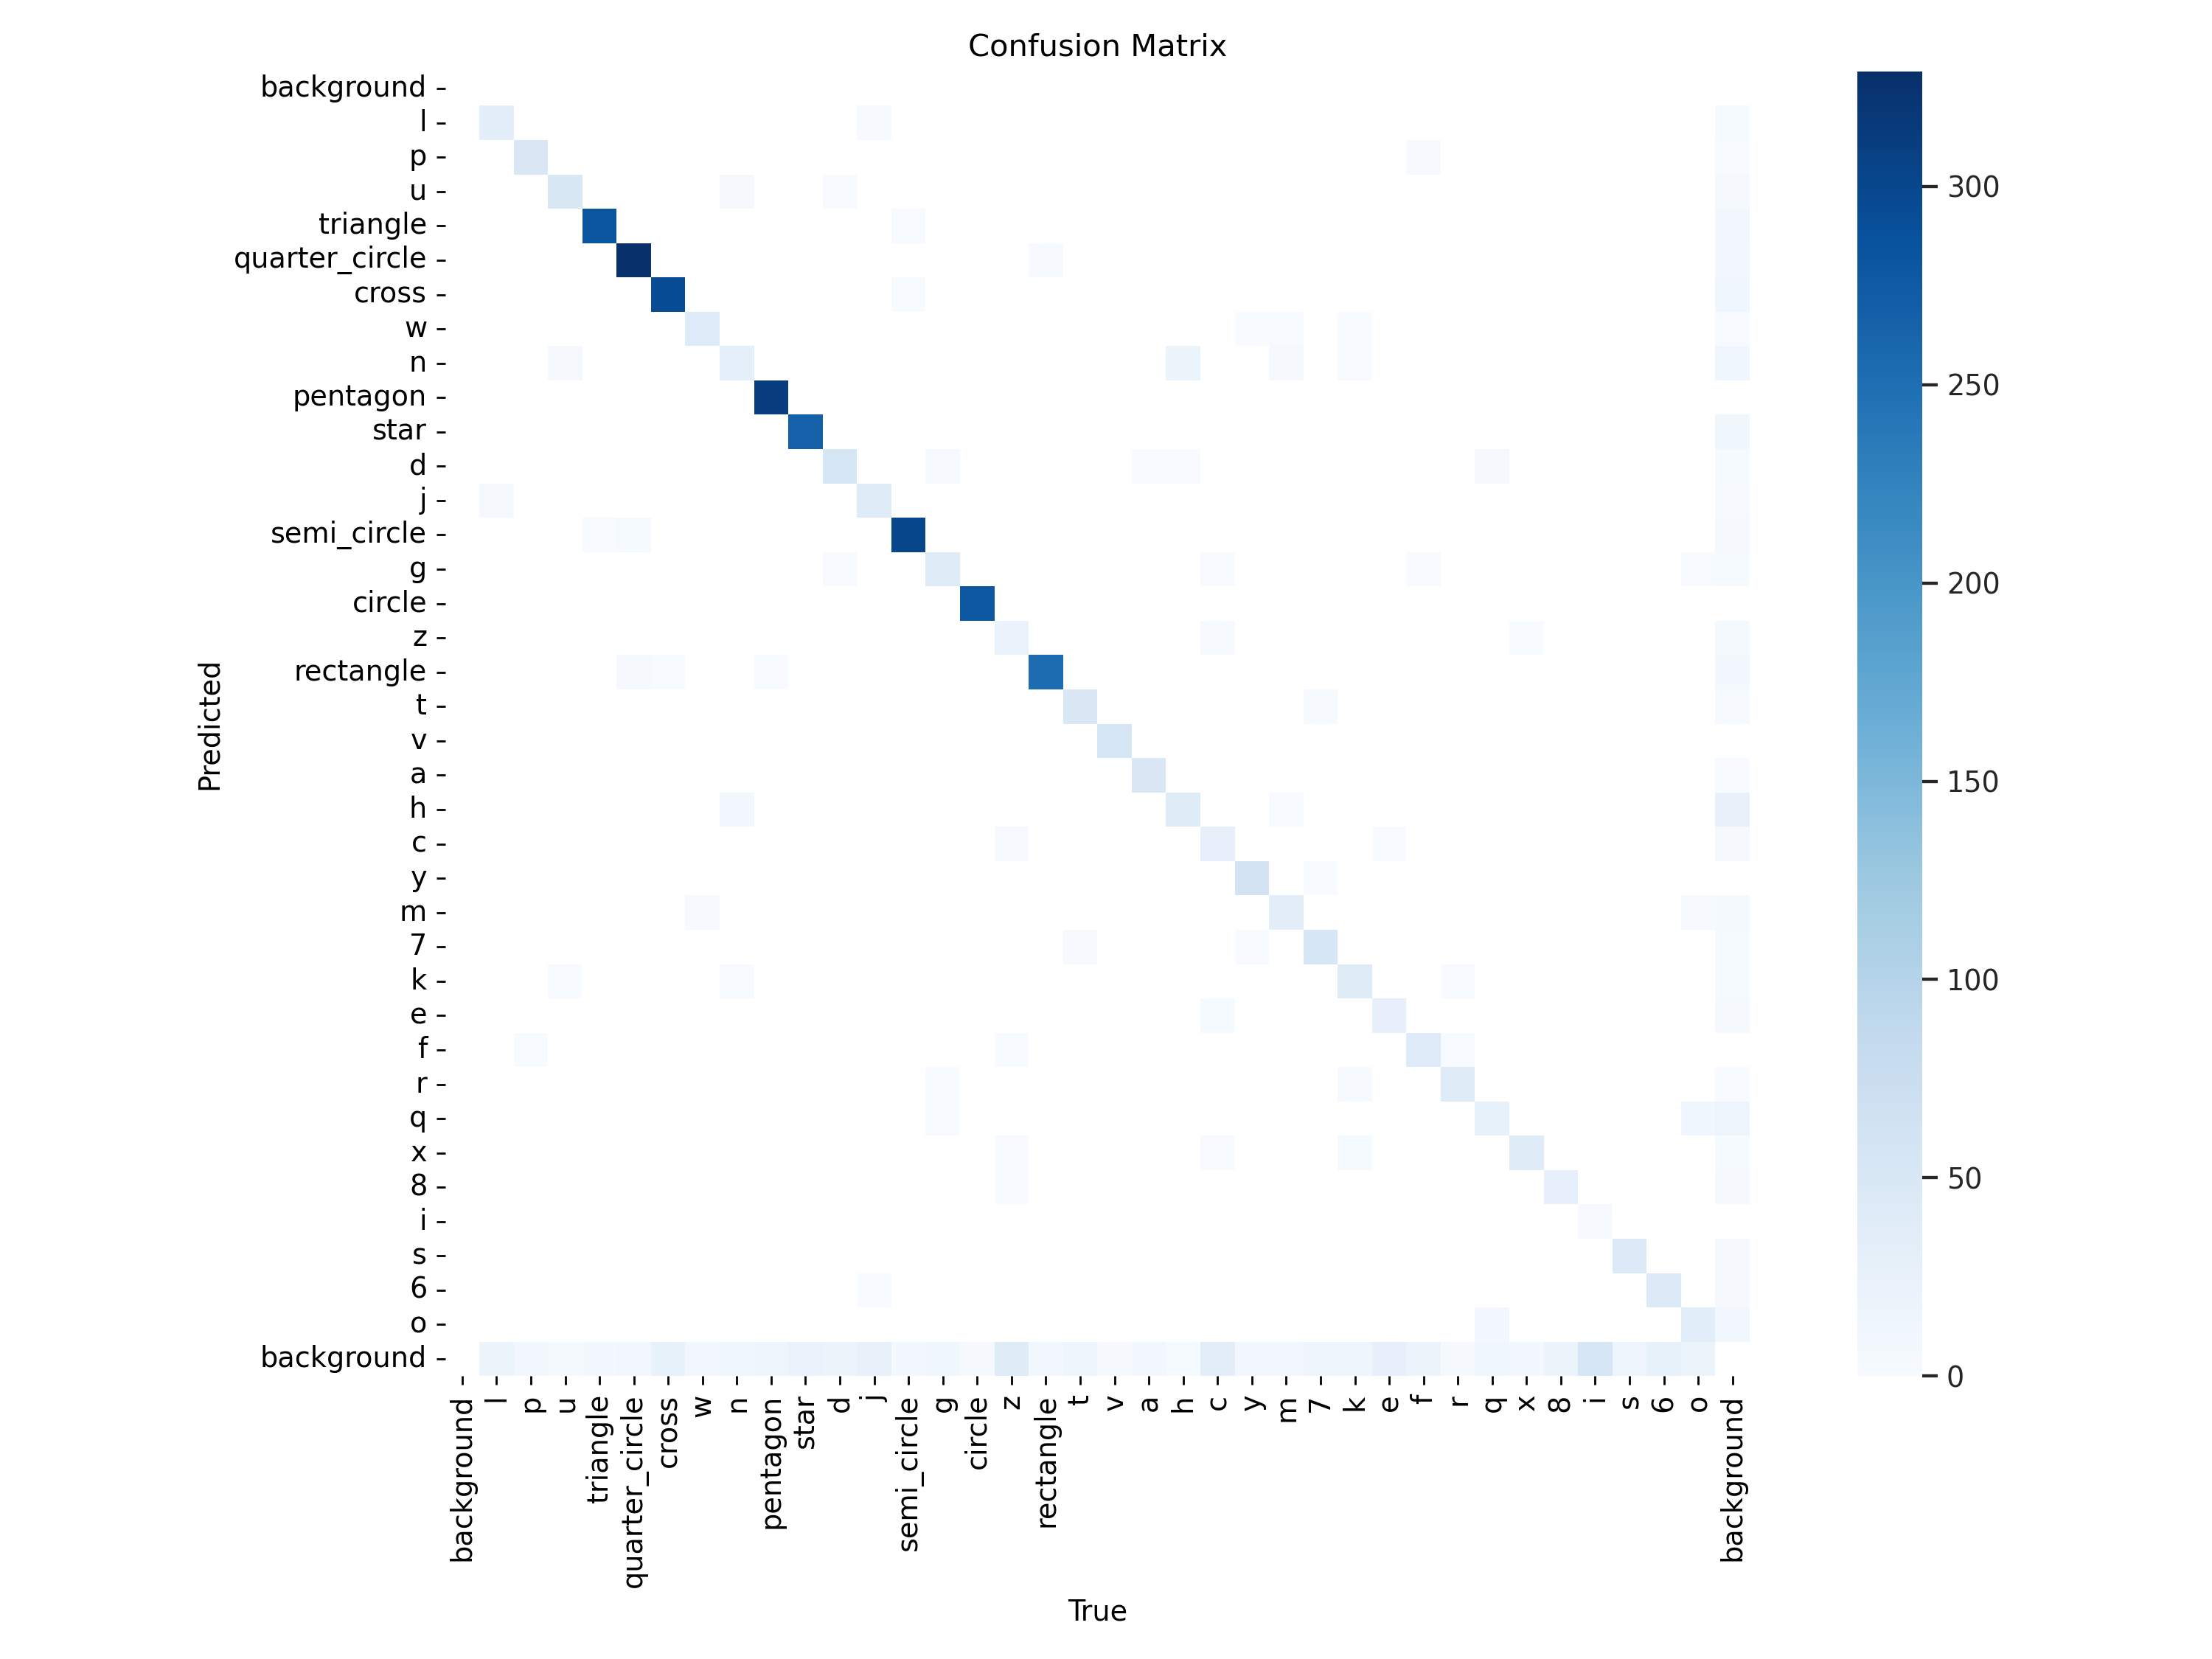 Confusion Matrix
background
l
p
u
triangle
quarter_circle
cross
w
n
pentagon
star
d
j
semi_circle
g
circle
z
rectangle
t
v
a
h
c
y
m
7
k
e
f
r
q
x
8
i
s
6
o
background
Predicted
background l p u triangle quarter_circle cross w n pentagon star d j semi_circle g circle z rectangle t v a h c y m 7 k e f r q x 8 i s 6 o background
True
300
250
200
150
100
50
0